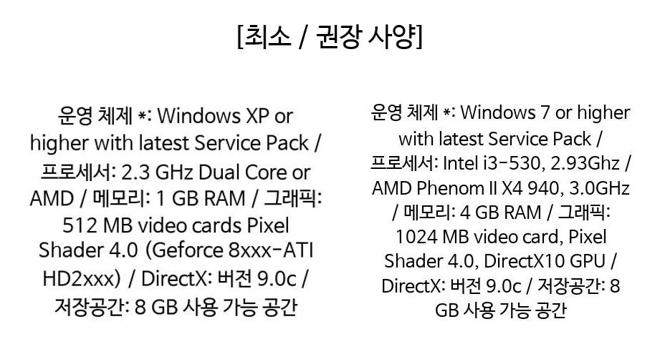 [최소 / 권장 사양]
운영 체제 *: Windows XP or
higher with latest Service Pack /
프로세서: 2.3 GHz Dual Core or
AMD / 메모리: 1 GB RAM / 그래픽:
512 MB video cards Pixel
Shader 4.0 (Geforce 8xxx-ATI
HD2xxx) / DirectX: 버전 9.0c /
저장공간: 8 GB 사용 가능 공간
운영 체제 *: Windows 7 or higher
with latest Service Pack /
프로세서: Intel i3-530, 2.93Ghz /
AMD Phenom II X4 940, 3.0GHz
/ 메모리: 4 GB RAM / 그래픽:
1024 MB video card, Pixel
Shader 4.0, DirectX10 GPU /
DirectX: 버전 9.0c / 저장공간: 8
GB 사용 가능 공간